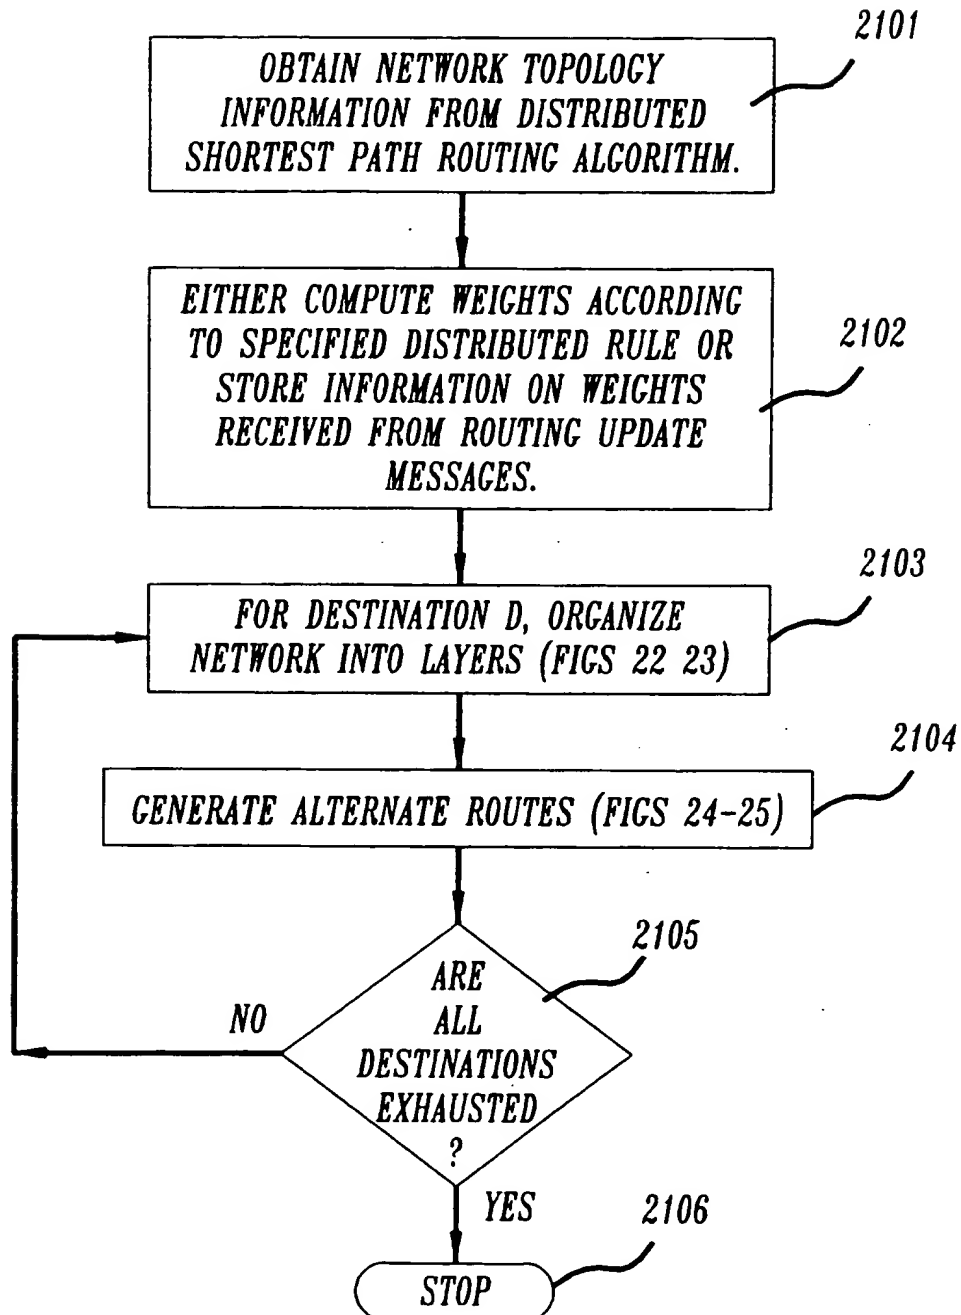 2101
OBTAIN NETWORK TOPOLOGY
INFORMATION FROM DISTRIBUTED
SHORTEST PATH ROUTING ALGORITHM.
EITHER COMPUTE WEIGHTS ACCORDING
TO SPECIFIED DISTRIBUTED RULE OR
STORE INFORMATION ON WEIGHTS
RECEIVED FROM ROUTING UPDATE
MESSAGES.
2102
2103
FOR DESTINATION D, ORGANIZE
NETWORK INTO LAYERS (FIGS 22 23)
2104
GENERATE ALTERNATE ROUTES (FIGS 24-25)
2105
ARE
ALL
DESTINATIONS
EXHAUSTED
?
NO
YES
2106
STOP